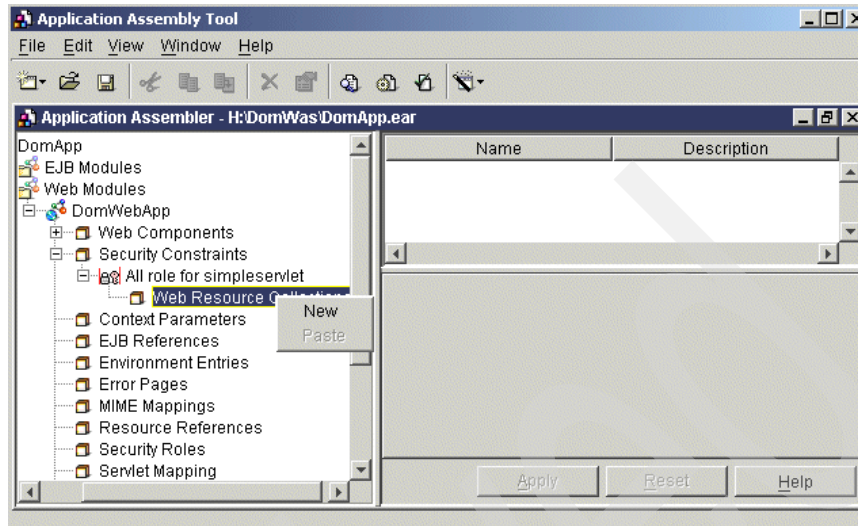 Application Assembly Tool
File Edit View Window Help
Application Assembler - H:\DomWas\DomApp.ear
DomApp
EJB Modules
Web Modules
DomWebApp
Web Components
Security Constraints
All role for simpleservlet
Web Resource
Context Parameters
EJB References
Environment Entries
Error Pages
MIME Mappings
Resource References
Security Roles
Servlet Mapping
New
Paste
Name Description
Apply Reset Help